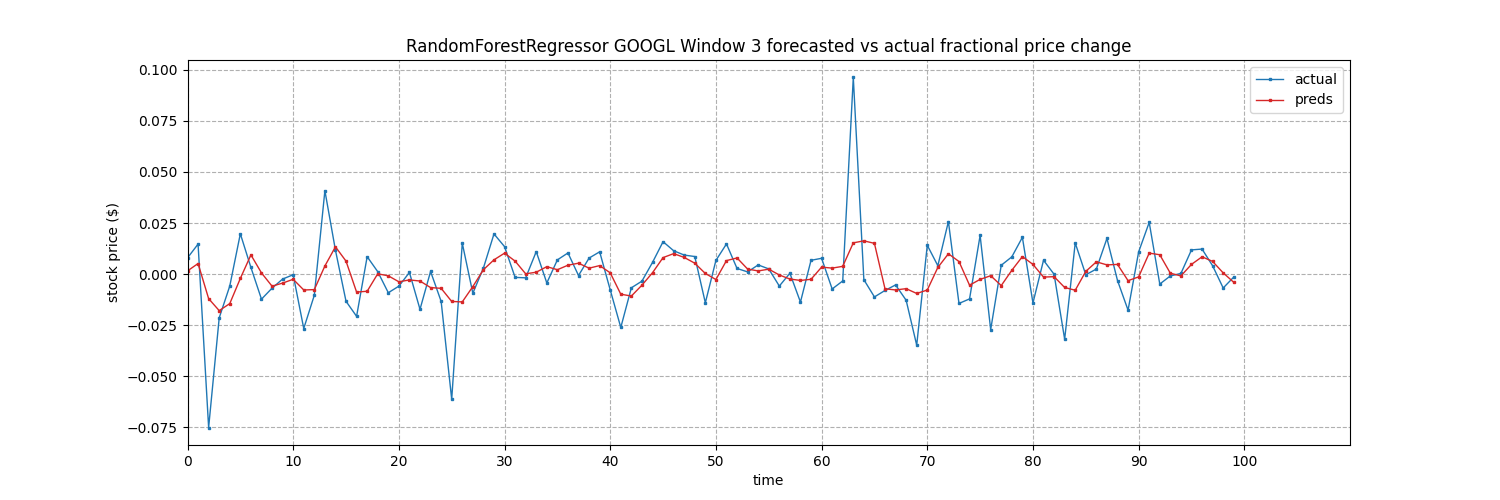 RandomForestRegressor GOOGL Window 3 forecasted vs actual fractional price change
actual
preds
0.100
0.075
0.050
0.025
0.000
−0.025
−0.050
−0.075
stock price ($)
0 10 20 30 40 50 60 70 80 90 100
time